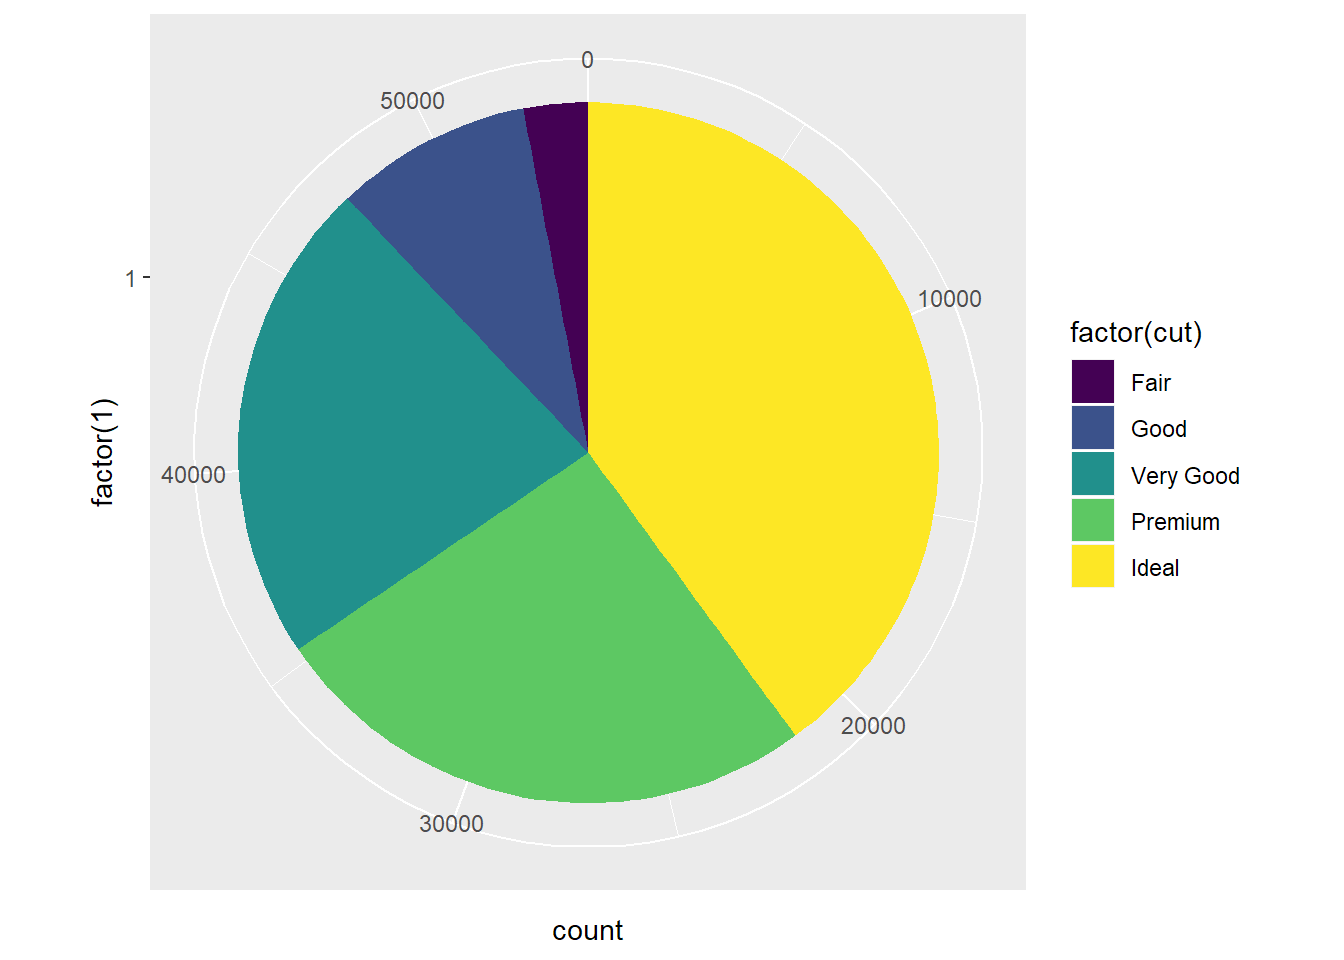 0
50000
10000
1
40000
20000
30000
factor(1)
count
factor(cut)
Fair
Good
Very Good
Premium
Ideal